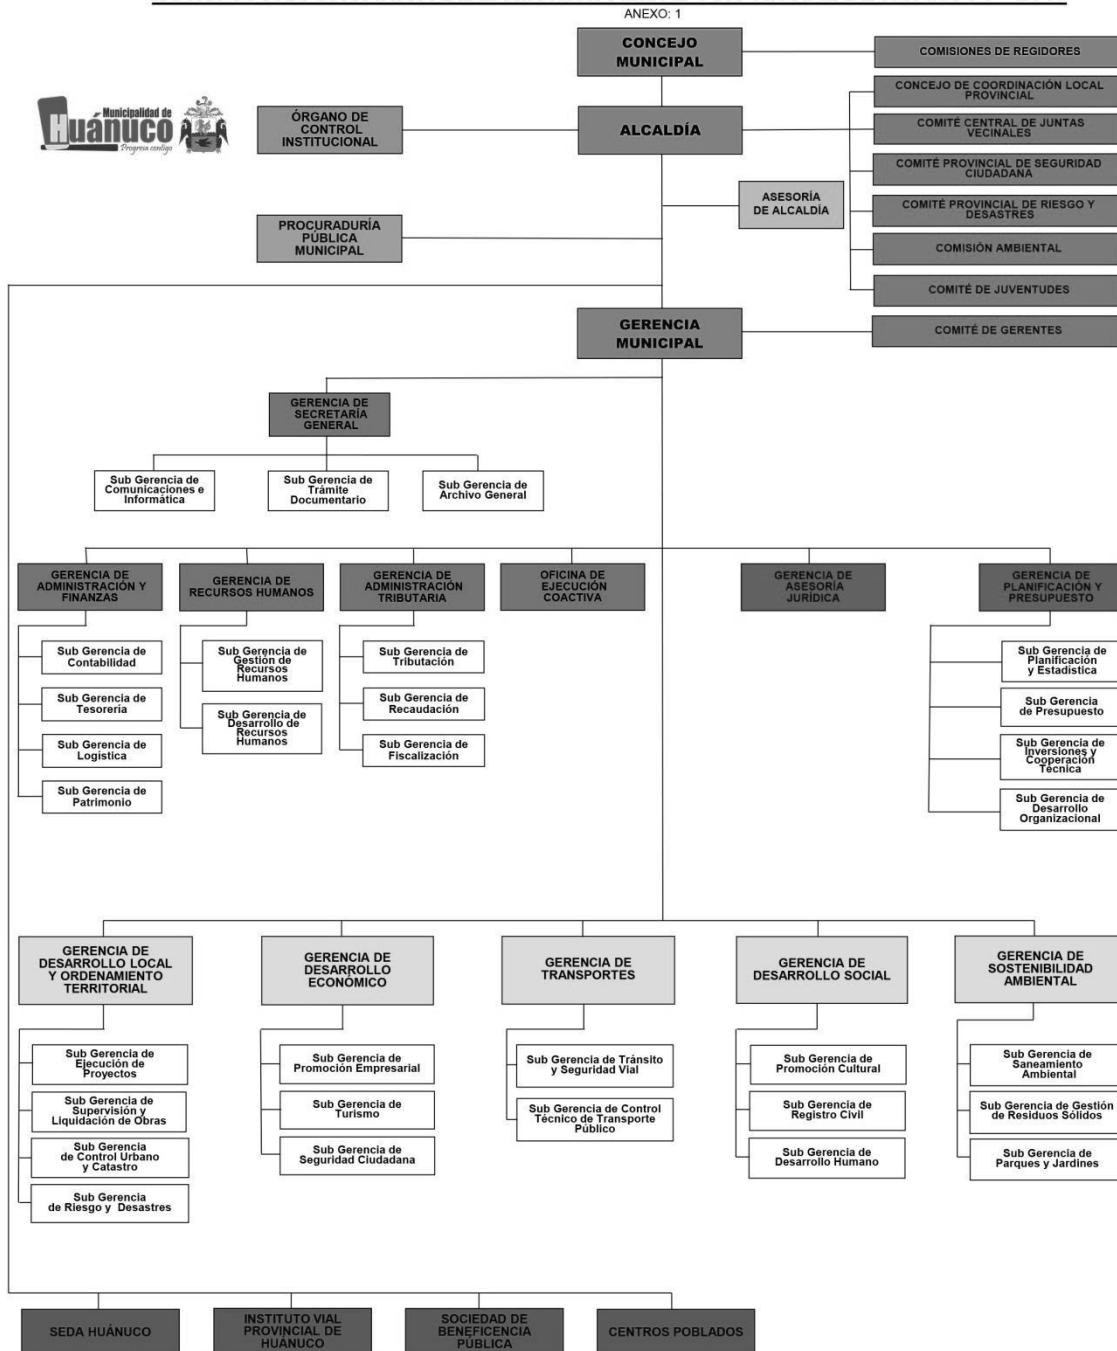 ANEXO: 1
CONCEJO
MUNICIPAL
COMISIONES DE REGIDORES
CONCEJO DE COORDINACIÓN LOCAL
PROVINCIAL
Municipalidad de
Huánuco
Progresa contigo
ÓRGANO DE
CONTROL
INSTITUCIONAL
ALCALDÍA
COMITÉ CENTRAL DE JUNTAS
VECINALES
COMITÉ PROVINCIAL DE SEGURIDAD
CIUDADANA
ASESORÍA
DE ALCALDÍA
COMITÉ PROVINCIAL DE RIESGO Y
DESASTRES
PROCURADURÍA
PÚBLICA
MUNICIPAL
COMISIÓN AMBIENTAL
COMITÉ DE JUVENTUDES
GERENCIA
MUNICIPAL
COMITÉ DE GERENTES
GERENCIA DE
SECRETARÍA
GENERAL
Sub Gerencia de
Comunicaciones e
Informática
Sub Gerencia de
Trámite
Documentario
Sub Gerencia de
Archivo General
GERENCIA DE
ADMINISTRACIÓN Y
FINANZAS
GERENCIA DE
RECURSOS HUMANOS
GERENCIA DE
ADMINISTRACIÓN
TRIBUTARIA
OFICINA DE
EJECUCIÓN
COACTIVA
GERENCIA DE
ASESORÍA
JURÍDICA
GERENCIA DE
PLANIFICACIÓN Y
PRESUPUESTO
Sub Gerencia de
Contabilidad
Sub Gerencia de
Tesorería
Sub Gerencia de
Logística
Sub Gerencia de
Patrimonio
Sub Gerencia de
Gestión de
Recursos
Humanos
Sub Gerencia de
Desarrollo de
Recursos
Humanos
Sub Gerencia de
Tributación
Sub Gerencia de
Recaudación
Sub Gerencia de
Fiscalización
Sub Gerencia de
Planificación
y Estadística
Sub Gerencia
de Presupuesto
Sub Gerencia de
Inversiones y
Cooperación
Técnica
Sub Gerencia de
Desarrollo
Organizacional
GERENCIA DE
DESARROLLO LOCAL
Y ORDENAMIENTO
TERRITORIAL
GERENCIA DE
DESARROLLO
ECONÓMICO
GERENCIA DE
TRANSPORTES
GERENCIA DE
DESARROLLO SOCIAL
GERENCIA DE
SOSTENIBILIDAD
AMBIENTAL
Sub Gerencia de
Ejecución de
Proyectos
Sub Gerencia de
Supervisión y
Liquidación de Obras
Sub Gerencia
de Control Urbano
y Catastro
Sub Gerencia
de Riesgo y Desastres
Sub Gerencia de
Promoción Empresarial
Sub Gerencia de
Turismo
Sub Gerencia de
Seguridad Ciudadana
Sub Gerencia de Tránsito
y Seguridad Vial
Sub Gerencia de Control
Técnico de Transporte
Público
Sub Gerencia de
Promoción Cultural
Sub Gerencia de
Registro Civil
Sub Gerencia de
Desarrollo Humano
Sub Gerencia de
Saneamiento
Ambiental
Sub Gerencia de Gestión
de Residuos Sólidos
Sub Gerencia de
Parques y Jardines
SEDA HUÁNUCO
INSTITUTO VIAL
PROVINCIAL DE
HUÁNUCO
SOCIEDAD DE
BENEFICENCIA
PÚBLICA
CENTROS POBLADOS